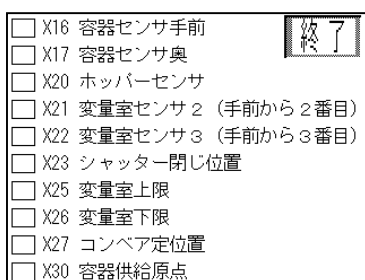 X16 容器センサ手前
終了
X17 容器センサ奥
X20 ホッパーセンサ
X21 変量室センサ2 (手前から2番目)
X22 変量室センサ3 (手前から3番目)
X23 シャッター閉じ位置
X25 変量室上限
X26 変量室下限
X27 コンベア定位置
X30 容器供給原点